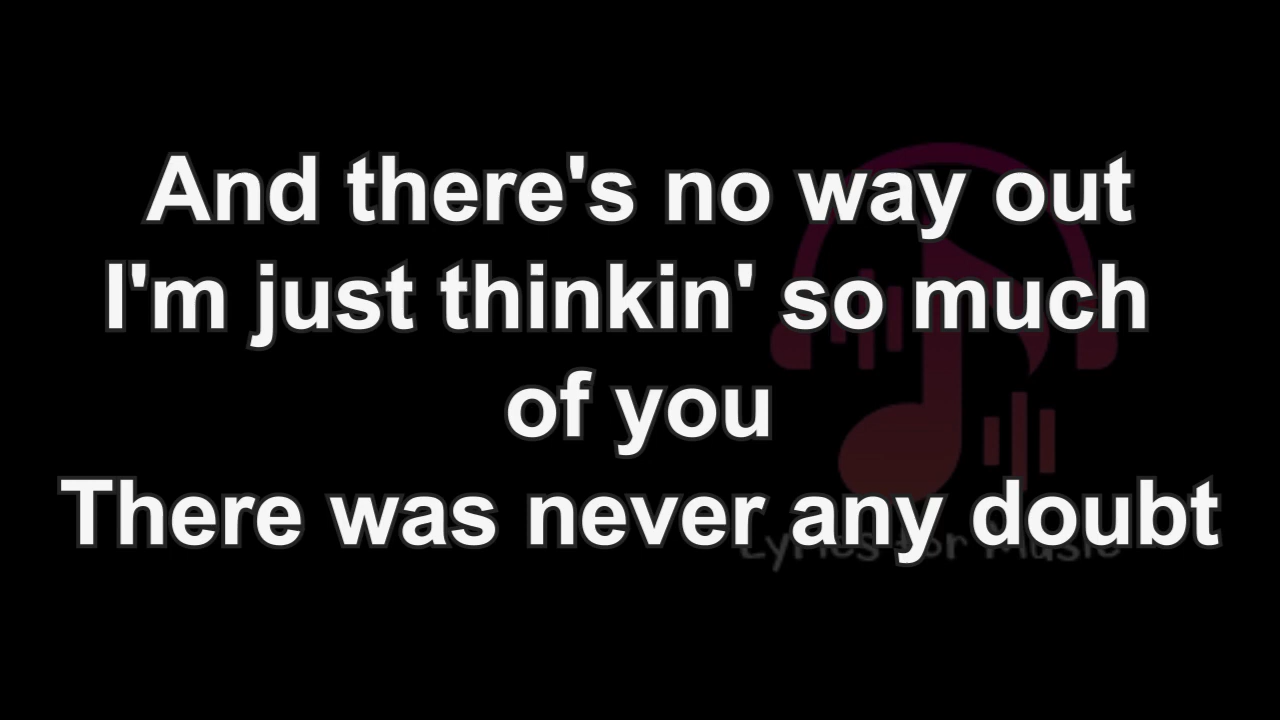 And there's no way out
I'm just thinkin' so much
of you
There was never any doubt
Lyrics for Music